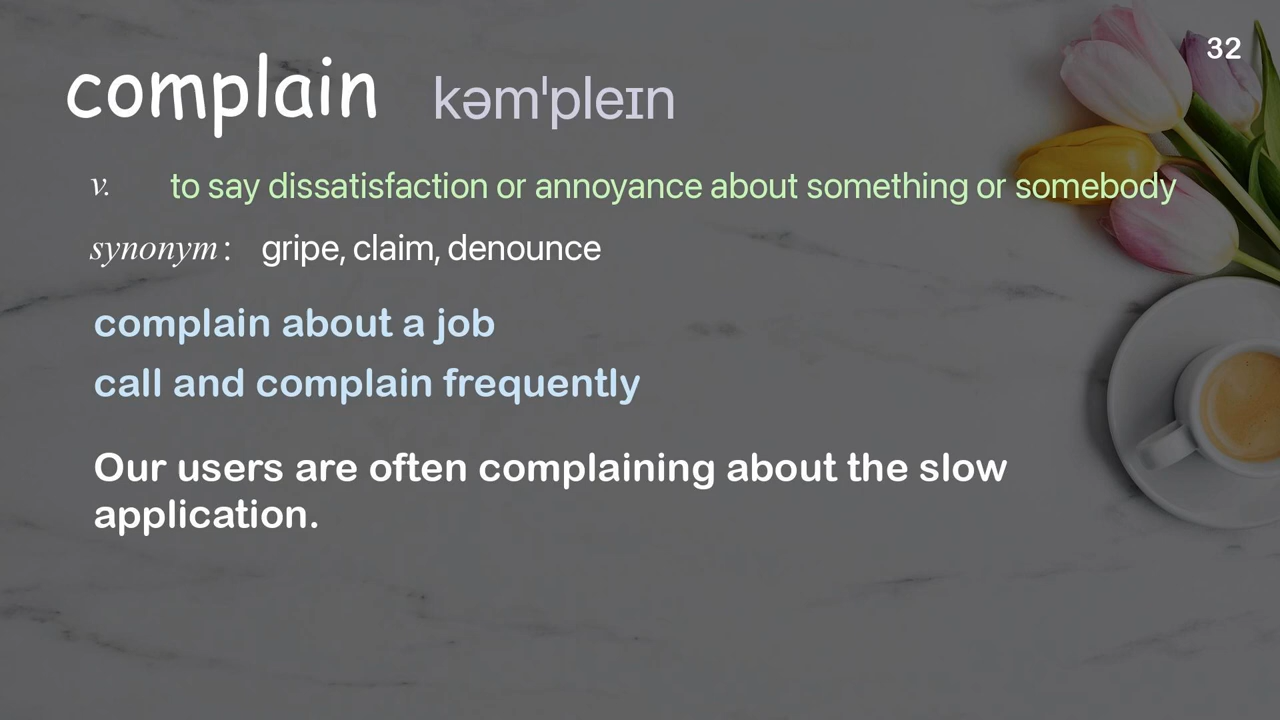 32
complain kəmˈpleɪn
v. to say dissatisfaction or annoyance about something or somebody
synonym : gripe, claim, denounce
complain about a job
call and complain frequently
Our users are often complaining about the slow
application.